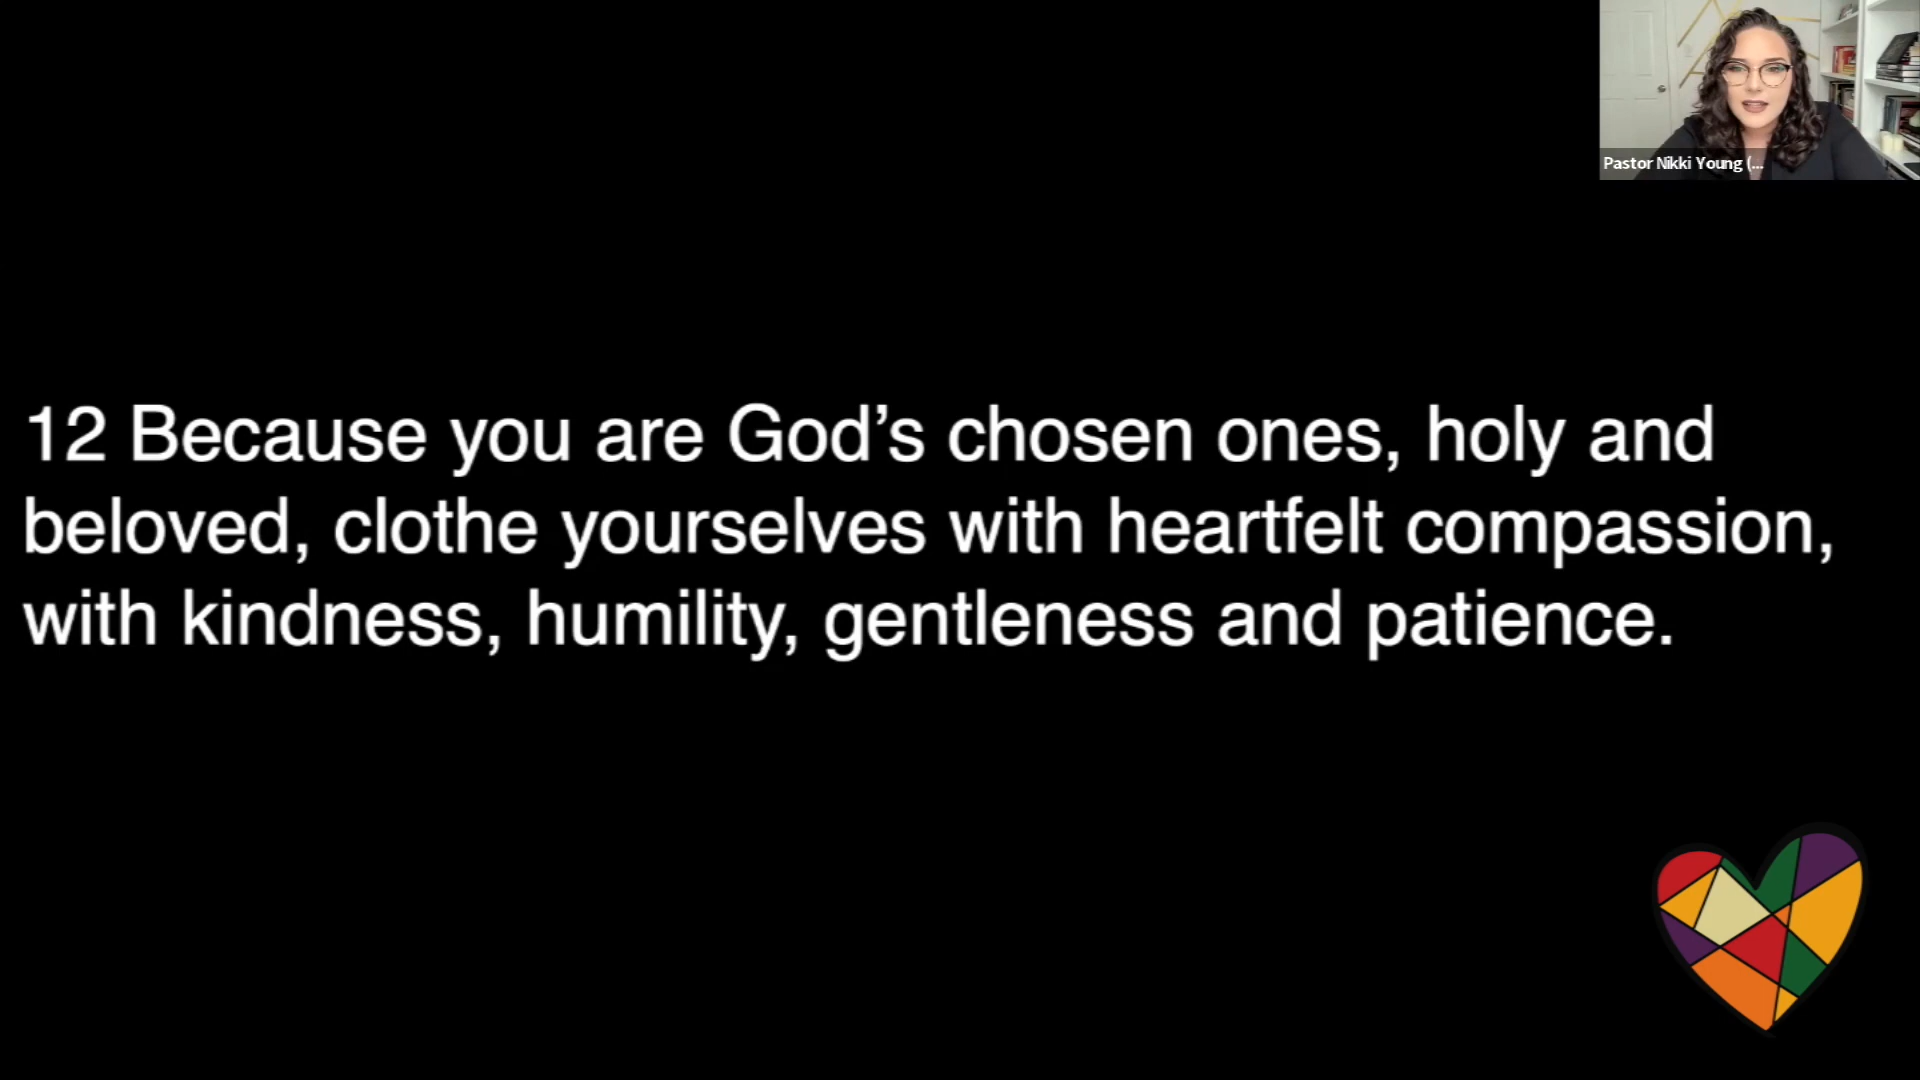 Pastor Nikki Young (...
12 Because you are God’s chosen ones, holy and
beloved, clothe yourselves with heartfelt compassion,
with kindness, humility, gentleness and patience.